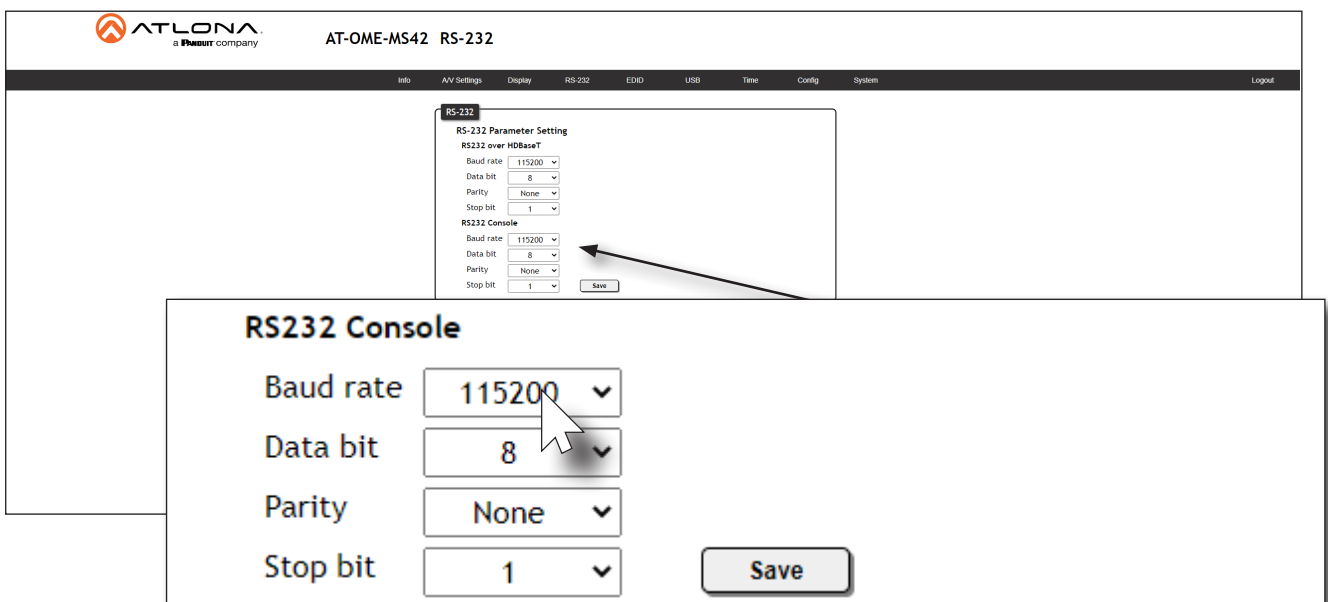 ATLONA.
a PANDUIT company
AT-OME-MS42 RS-232
Info A/V Settings Display RS-232 EDID USB Time Config System Logout
RS-232
RS-232 Parameter Setting
RS232 over HDBaseT
Baud rate 115200
Data bit 8
Parity None
Stop bit 1
RS232 Console
Baud rate 115200
Data bit 8
Parity None
Stop bit 1 Save
RS232 Console
Baud rate 115200
Data bit 8
Parity None
Stop bit 1 Save